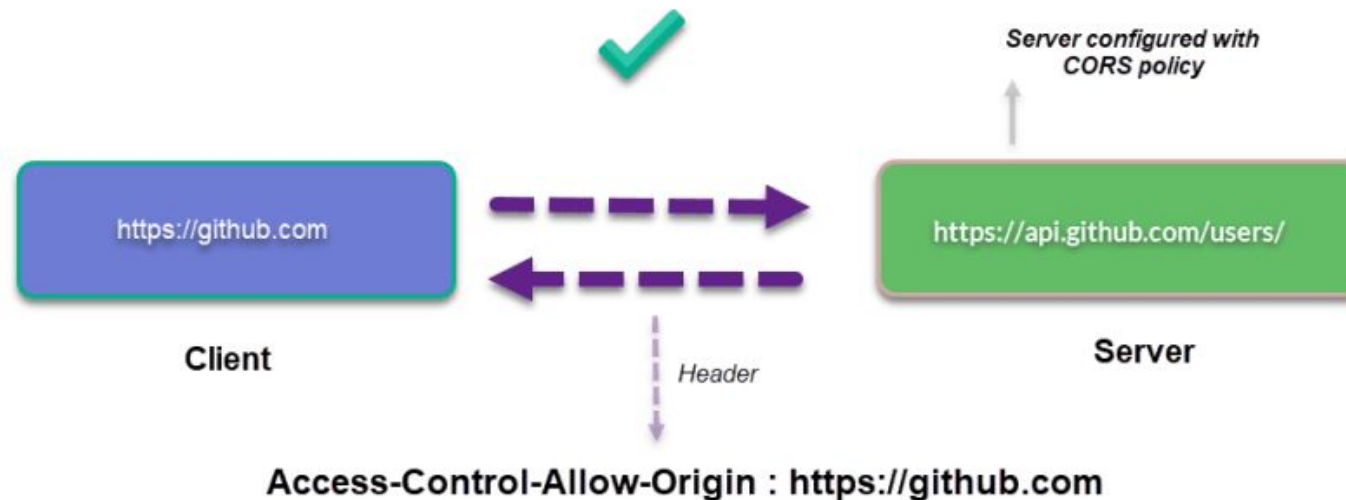 Server configured with
CORS policy
https://github.com
https://api.github.com/users/
Client
Server
Header
Access-Control-Allow-Origin : https://github.com